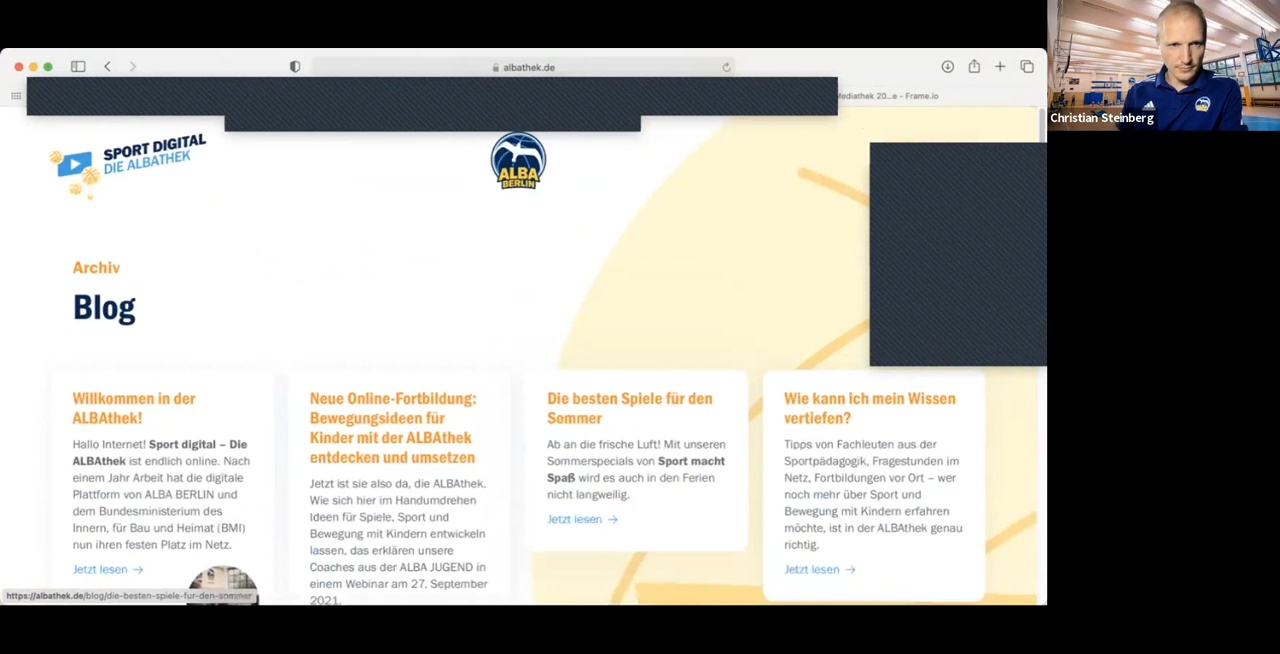 albathek.de
Mediathek 20...e - Frame.io
Christian Steinberg
SPORT DIGITAL
DIE ALBATHEK
ALBA
BERLIN
Archiv
Blog
Willkommen in der
ALBAthek!
Hallo Internet! Sport digital – Die
ALBAthek ist endlich online. Nach
einem Jahr Arbeit hat die digitale
Plattform von ALBA BERLIN und
dem Bundesministerium des
Innern, für Bau und Heimat (BMI)
nun ihren festen Platz im Netz.
Jetzt lesen →
Neue Online-Fortbildung:
Bewegungsideen für
Kinder mit der ALBAthek
entdecken und umsetzen
Jetzt ist sie also da, die ALBAthek.
Wie sich hier im Handumdrehen
Ideen für Spiele, Sport und
Bewegung mit Kindern entwickeln
lassen, das erklären unsere
Coaches aus der ALBA JUGEND in
einem Webinar am 27. September
2021.
Die besten Spiele für den
Sommer
Ab an die frische Luft! Mit unseren
Sommerspecials von Sport macht
Spaß wird es auch in den Ferien
nicht langweilig.
Jetzt lesen →
Wie kann ich mein Wissen
vertiefen?
Tipps von Fachleuten aus der
Sportpädagogik, Fragestunden im
Netz, Fortbildungen vor Ort – wer
noch mehr über Sport und
Bewegung mit Kindern erfahren
möchte, ist in der ALBAthek genau
richtig.
Jetzt lesen →
https://albathek.de/blog/die-besten-spiele-fur-den-sommer